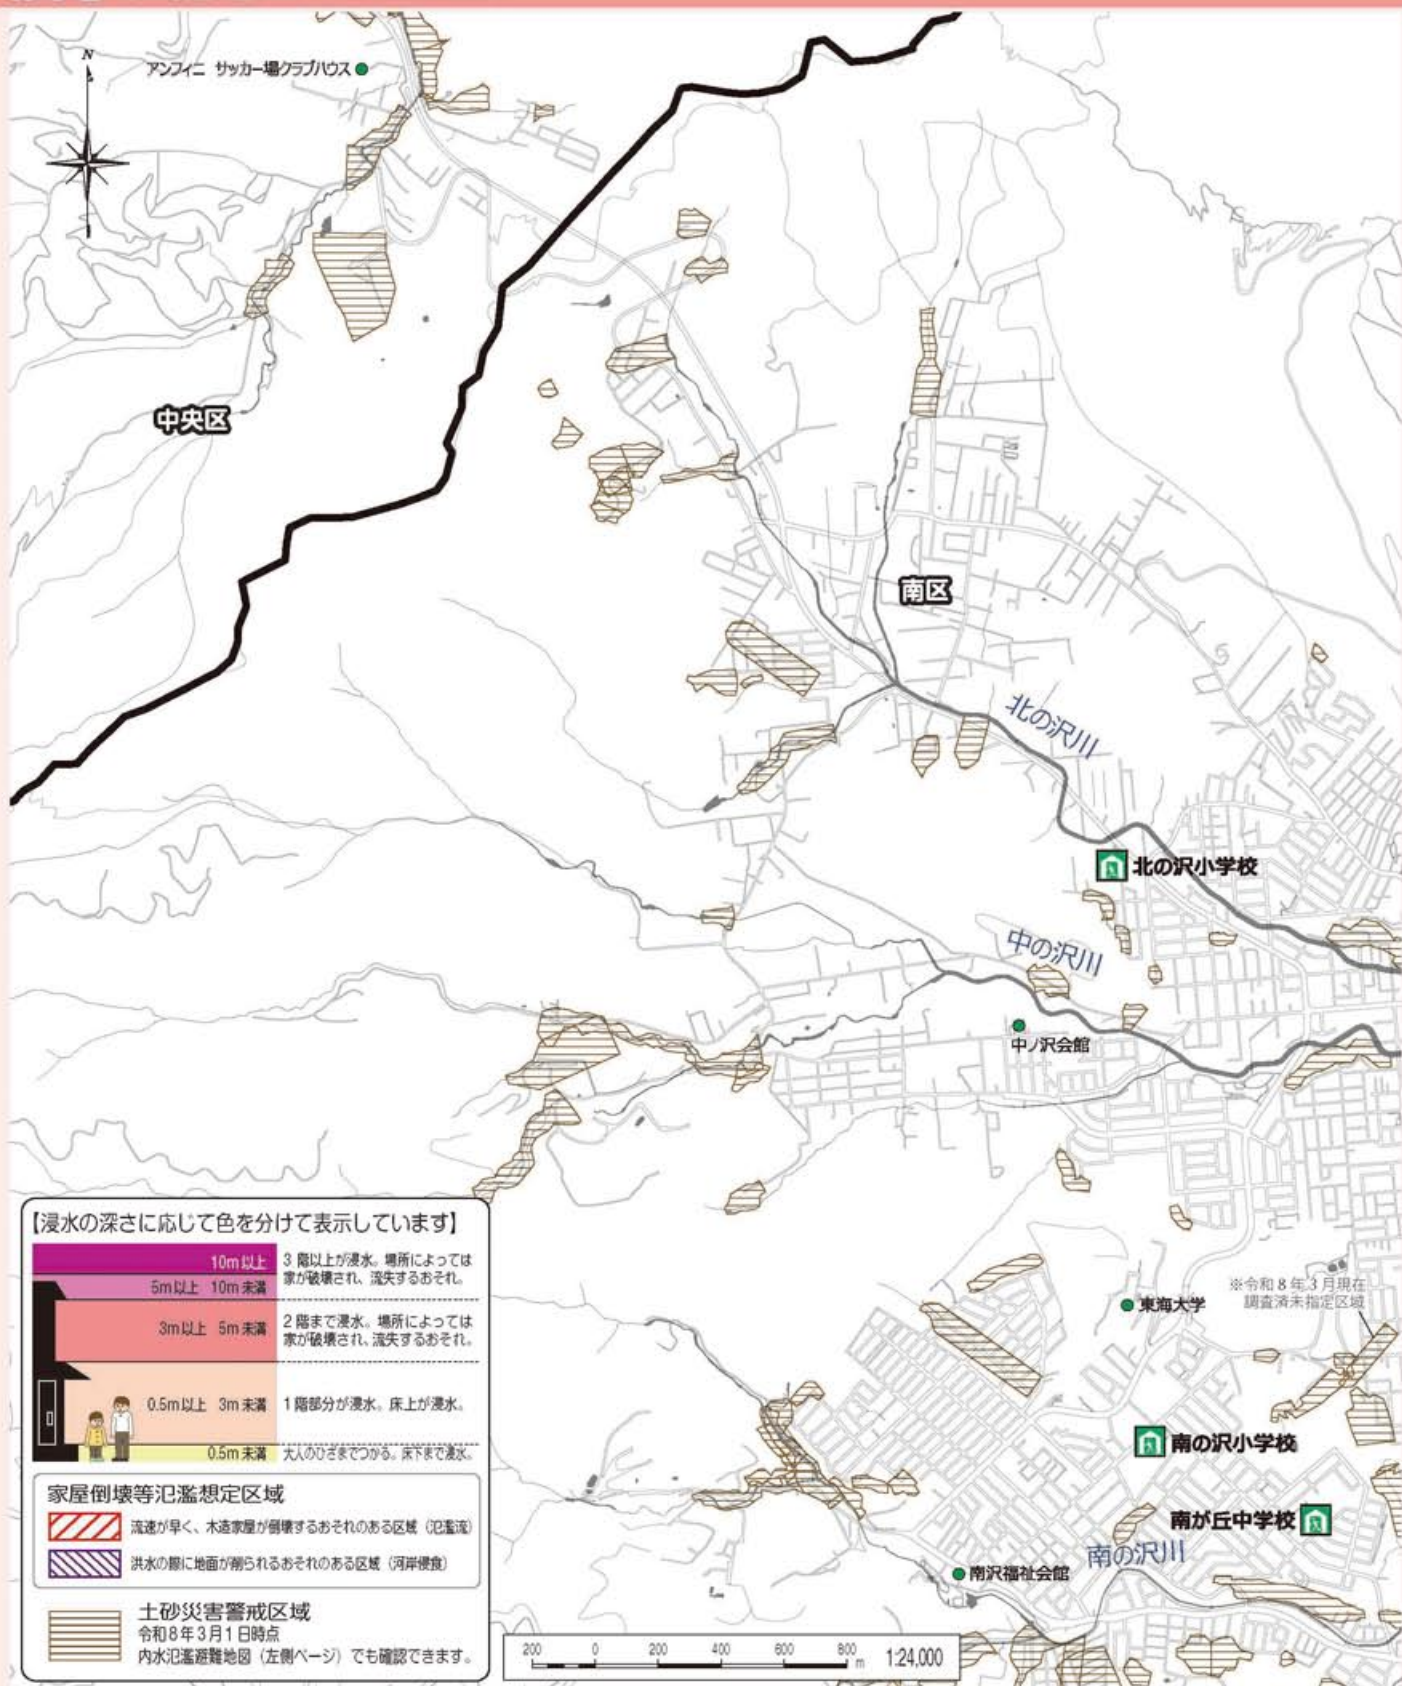 N
アンフィニ サッカー場クラブハウス
中央区
南区
北の沢川
北の沢小学校
中の沢川
中ノ沢会館
※令和8年3月現在
調査済未指定区域
東海大学
南の沢小学校
南が丘中学校
南の沢川
南沢福祉会館
【浸水の深さに応じて色を分けて表示しています】
10m以上
3階以上が浸水。場所によっては
家が破壊され、流失するおそれ。
5m以上 10m未満
3m以上 5m未満
2階まで浸水。場所によっては
家が破壊され、流失するおそれ。
0.5m以上 3m未満
1階部分が浸水。床上が浸水。
0.5m未満
大人のひざまでつかる。床下まで浸水。
家屋倒壊等氾濫想定区域
流速が早く、木造家屋が倒壊するおそれのある区域（氾濫流）
洪水の際に地面が削られるおそれのある区域（河岸侵食）
土砂災害警戒区域
令和8年3月1日時点
内水氾濫避難地図（左側ページ）でも確認できます。
200 0 200 400 600 800 m 1:24,000